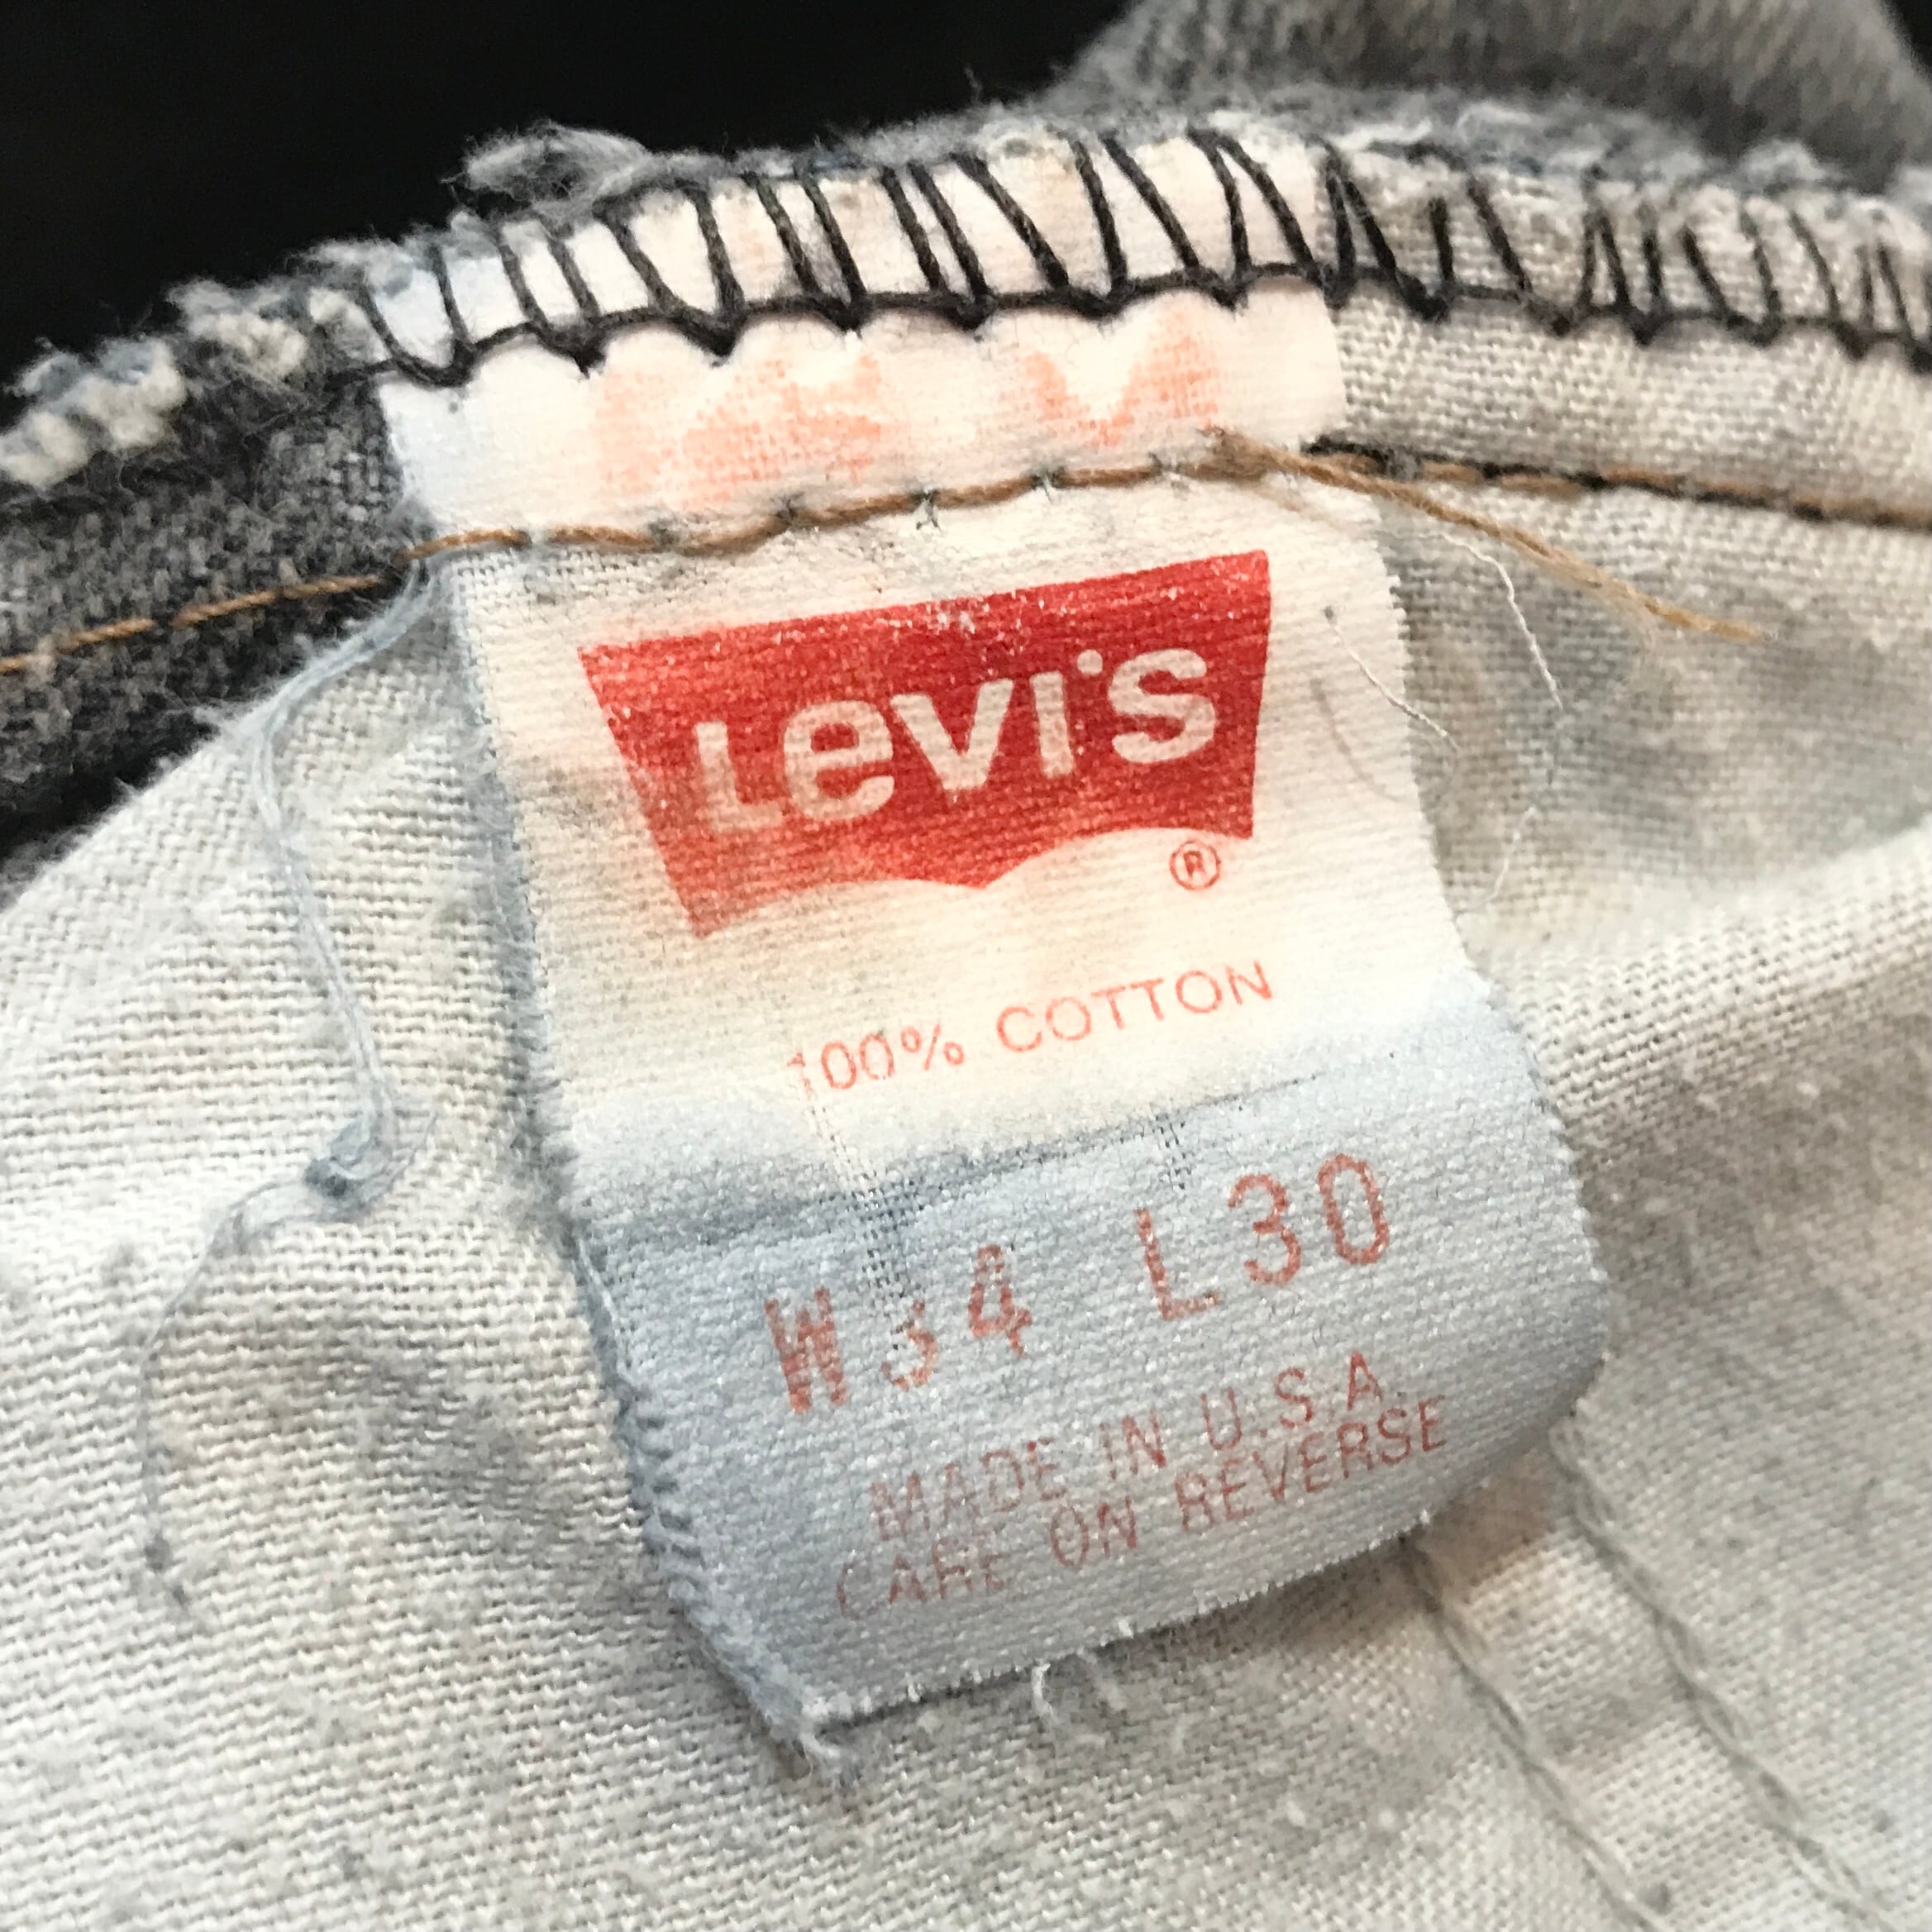 Levi's
®
100% COTTON
W34 L30
MADE IN U.S.A.
CARE ON REVERSE